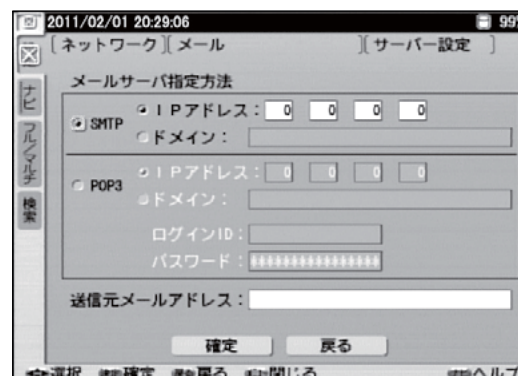 2011/02/01 20:29:06 99%
[ネットワーク][メール ][サーバー設定 ]
ナビ
フル/マルチ
検索
メールサーバ指定方法
SMTP
IPアドレス: 0 0 0 0
ドメイン:
POP3
IPアドレス: 0 0 0 0
ドメイン:
ログインID:
パスワード: ****************
送信元メールアドレス:
確定 戻る
選択 確定 戻る 閉じる ヘルプ